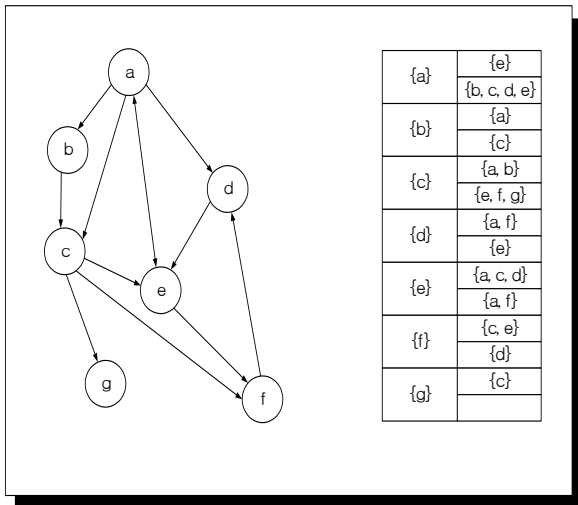 a
b
d
c
e
g
f
{a}
{e}
{b, c, d, e}
{b}
{a}
{c}
{c}
{a, b}
{e, f, g}
{d}
{a, f}
{e}
{e}
{a, c, d}
{a, f}
{f}
{c, e}
{d}
{g}
{c}